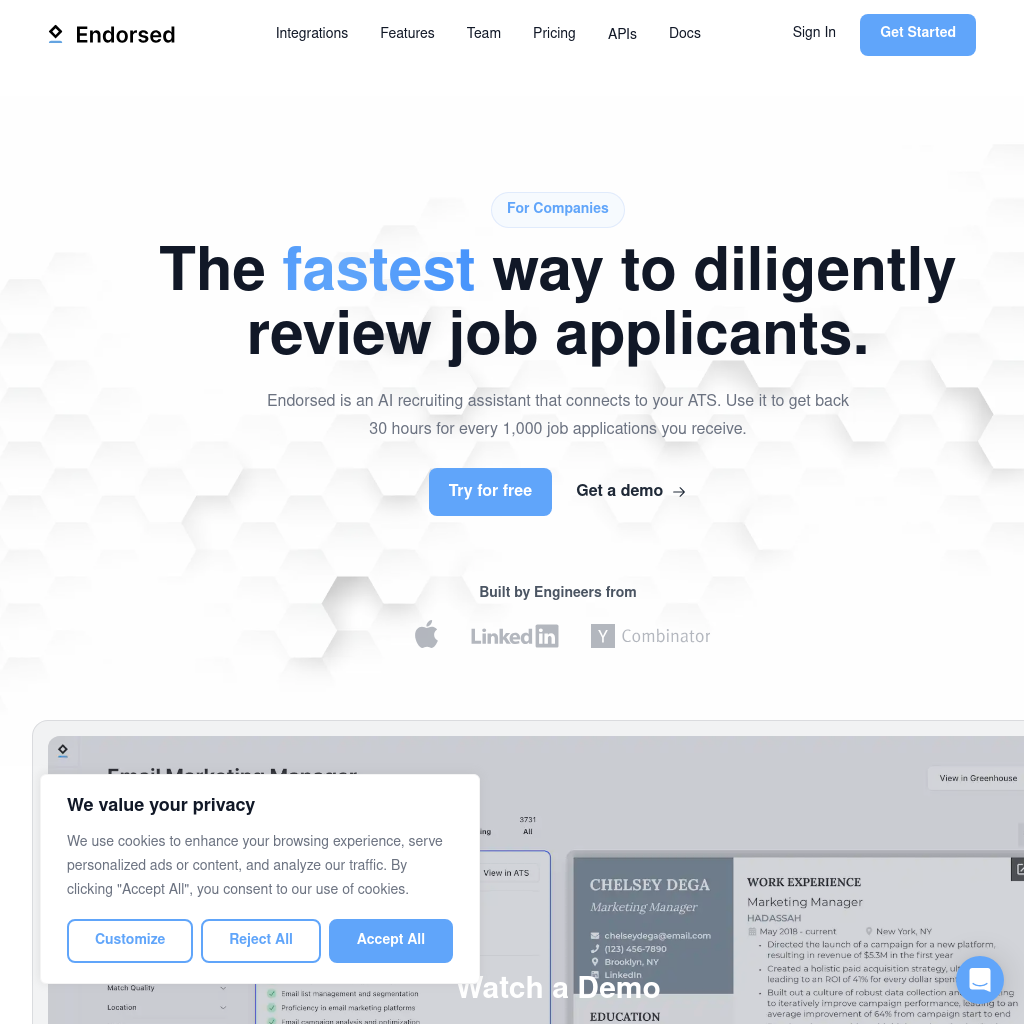 Endorsed
Integrations
Features
Team
Pricing
APIs
Docs
Sign In
Get Started
For Companies
The fastest way to diligently
review job applicants.
Endorsed is an AI recruiting assistant that connects to your ATS. Use it to get back
30 hours for every 1,000 job applications you receive.
Try for free
Get a demo →
Built by Engineers from
LinkedIn
Y Combinator
View in Greenhouse
3731
All
View in ATS
We value your privacy
We use cookies to enhance your browsing experience, serve
personalized ads or content, and analyze our traffic. By
clicking "Accept All", you consent to our use of cookies.
Customize
Reject All
Accept All
Match Quality
Location
Email list management and segmentation
Proficiency in email marketing platforms
Email campaign analysis and optimization
Watch a Demo
CHELSEY DEGA
Marketing Manager
chelseydega@email.com
(123) 456-7890
Brooklyn, NY
LinkedIn
EDUCATION
WORK EXPERIENCE
Marketing Manager
HADASSAH
May 2018 - current
New York, NY
• Directed the launch of a campaign for a new platform,
resulting in revenue of $5.3M in the first year
• Created a holistic paid acquisition strategy,
leading to an ROI of 41% for every dollar
• Built out a culture of robust data collection
to iteratively improve campaign performance, leading to an
average improvement of 64% from campaign start to end